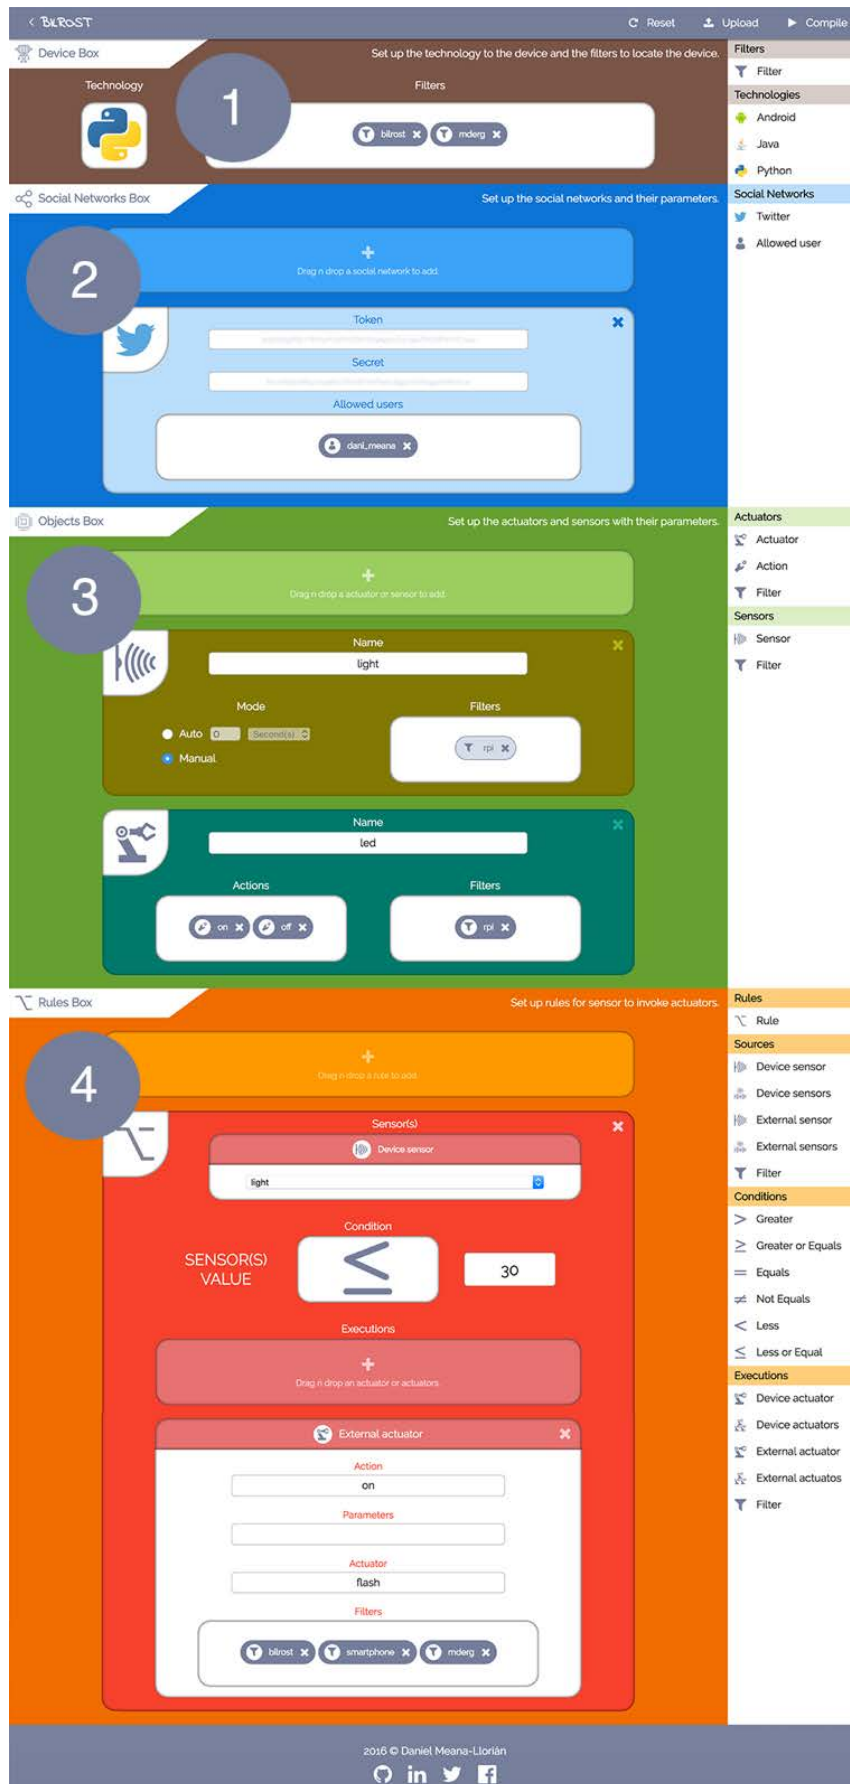 < BILROST
Reset
Upload
Compile
Device Box
Set up the technology to the device and the filters to locate the device.
Technology
1
Filters
bilrost
mderg
Filters
Filter
Technologies
Android
Java
Python
Social Networks Box
Set up the social networks and their parameters.
Social Networks
Twitter
Allowed user
2
+
Drag n drop a social network to add.
Token
Secret
Allowed users
dani_meana
Objects Box
Set up the actuators and sensors with their parameters.
Actuators
Actuator
Action
Filter
Sensors
Sensor
Filter
3
+
Drag n drop a actuator or sensor to add.
Name
light
Mode
Auto 0 Second(s)
Manual
Filters
rpi
Name
led
Actions
on
off
Filters
rpi
Rules Box
Set up rules for sensor to invoke actuators.
Rules
Rule
Sources
Device sensor
Device sensors
External sensor
External sensors
Filter
Conditions
> Greater
≥ Greater or Equals
= Equals
≠ Not Equals
< Less
≤ Less or Equal
Executions
Device actuator
Device actuators
External actuator
External actuatos
Filter
4
+
Drag n drop a rule to add.
Sensor(s)
Device sensor
light
Condition
SENSOR(S)
VALUE
≤
30
Executions
+
Drag n drop an actuator or actuators
External actuator
Action
on
Parameters
Actuator
flash
Filters
bilrost
smartphone
mderg
2016 © Daniel Meana-Llorián